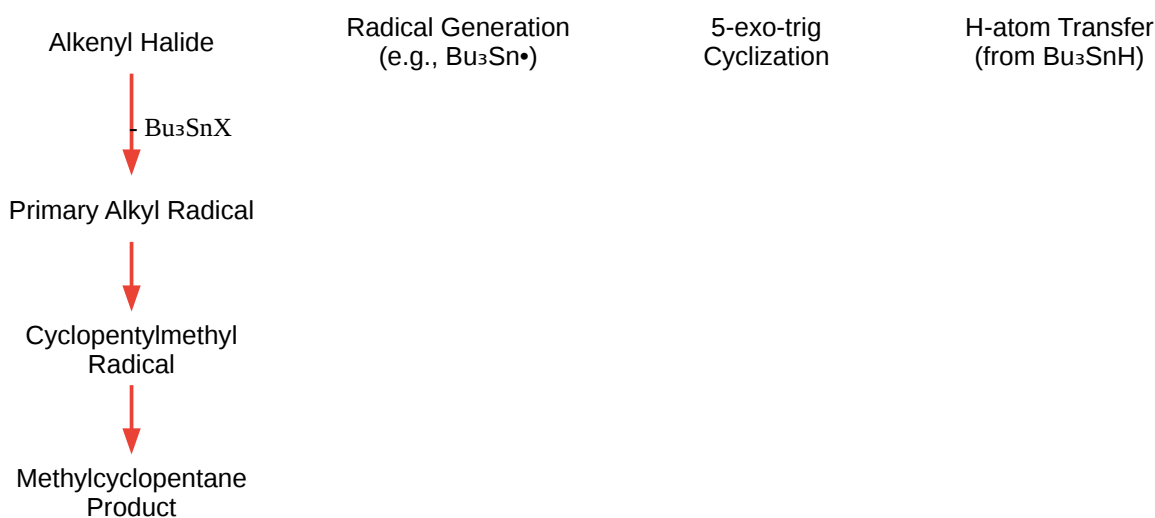 Alkenyl Halide
Radical Generation
(e.g., Bu₃Sn•)
5-exo-trig
Cyclization
H-atom Transfer
(from Bu₃SnH)
- Bu₃SnX
Primary Alkyl Radical
Cyclopentylmethyl
Radical
Methylcyclopentane
Product